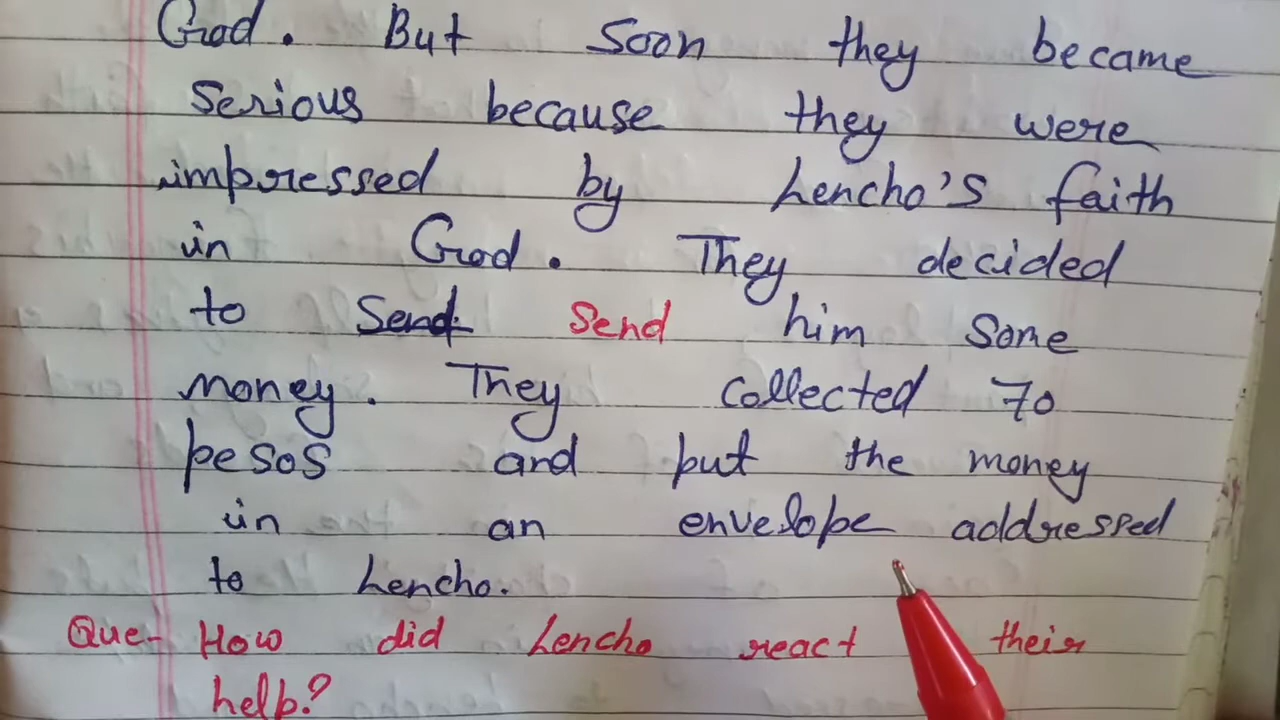 God. But soon they became
serious because they were
impressed by Lencho's faith
in God. They decided
to Send Send him some
money. They collected 70
pesos and put the money
in an envelope addressed
to Lencho.
Que- How did Lencho react their
help?